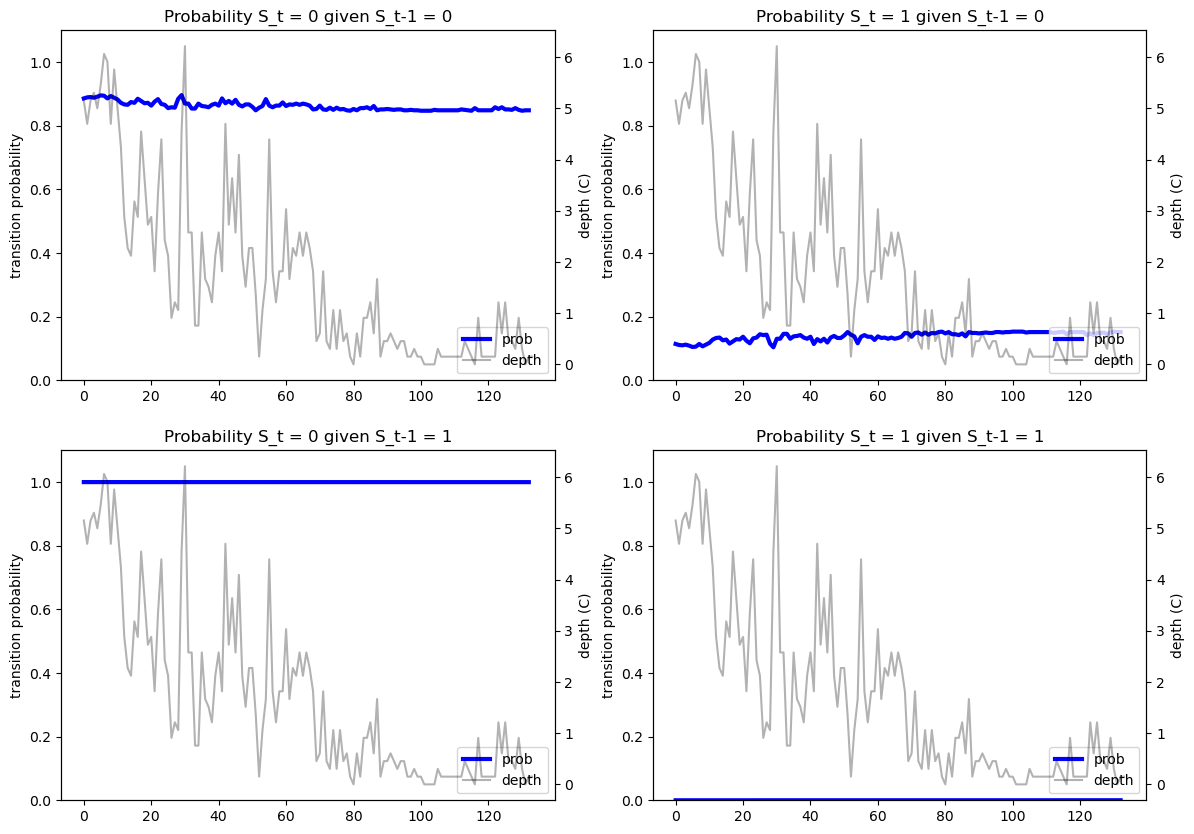 Probability S_t = 0 given S_t-1 = 0
Probability S_t = 1 given S_t-1 = 0
transition probability
0.0
0.2
0.4
0.6
0.8
1.0
0 20 40 60 80 100 120
depth (C)
0
1
2
3
4
5
6
prob
depth
transition probability
0.0
0.2
0.4
0.6
0.8
1.0
0 20 40 60 80 100 120
depth (C)
0
1
2
3
4
5
6
prob
depth
Probability S_t = 0 given S_t-1 = 1
Probability S_t = 1 given S_t-1 = 1
transition probability
0.0
0.2
0.4
0.6
0.8
1.0
0 20 40 60 80 100 120
depth (C)
0
1
2
3
4
5
6
prob
depth
transition probability
0.0
0.2
0.4
0.6
0.8
1.0
0 20 40 60 80 100 120
depth (C)
0
1
2
3
4
5
6
prob
depth